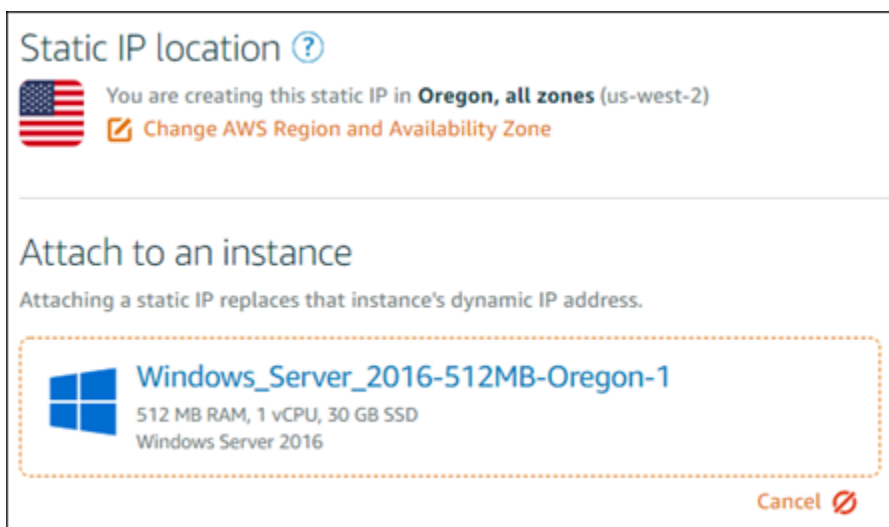 Static IP location ?
You are creating this static IP in Oregon, all zones (us-west-2)
Change AWS Region and Availability Zone
Attach to an instance
Attaching a static IP replaces that instance's dynamic IP address.
Windows_Server_2016-512MB-Oregon-1
512 MB RAM, 1 vCPU, 30 GB SSD
Windows Server 2016
Cancel